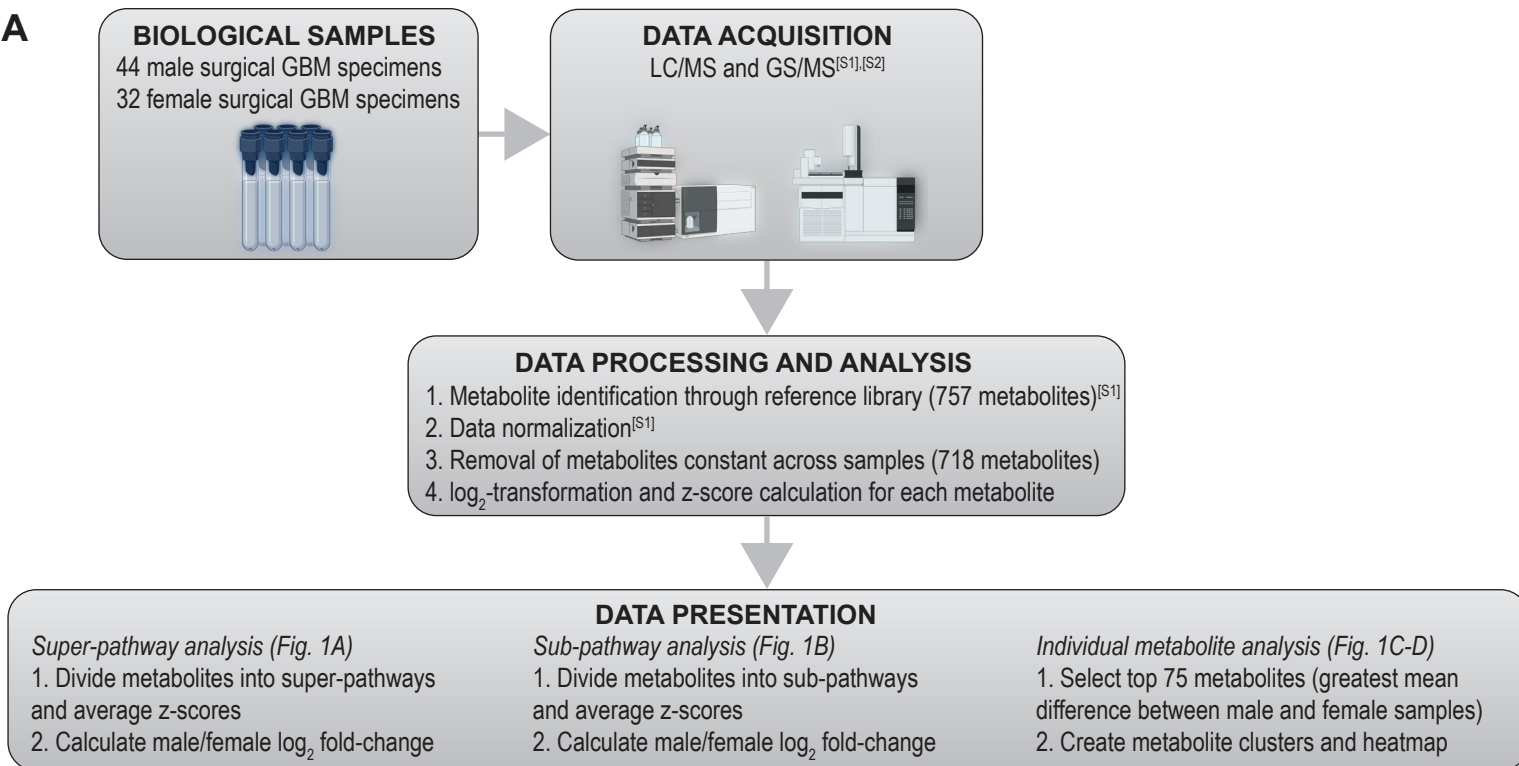 A
BIOLOGICAL SAMPLES
44 male surgical GBM specimens
32 female surgical GBM specimens
DATA ACQUISITION
LC/MS and GS/MS[S1],[S2]
DATA PROCESSING AND ANALYSIS
1. Metabolite identification through reference library (757 metabolites)[S1]
2. Data normalization[S1]
3. Removal of metabolites constant across samples (718 metabolites)
4. log2-transformation and z-score calculation for each metabolite
DATA PRESENTATION
Super-pathway analysis (Fig. 1A)
1. Divide metabolites into super-pathways
and average z-scores
2. Calculate male/female log2 fold-change
Sub-pathway analysis (Fig. 1B)
1. Divide metabolites into sub-pathways
and average z-scores
2. Calculate male/female log2 fold-change
Individual metabolite analysis (Fig. 1C-D)
1. Select top 75 metabolites (greatest mean
difference between male and female samples)
2. Create metabolite clusters and heatmap